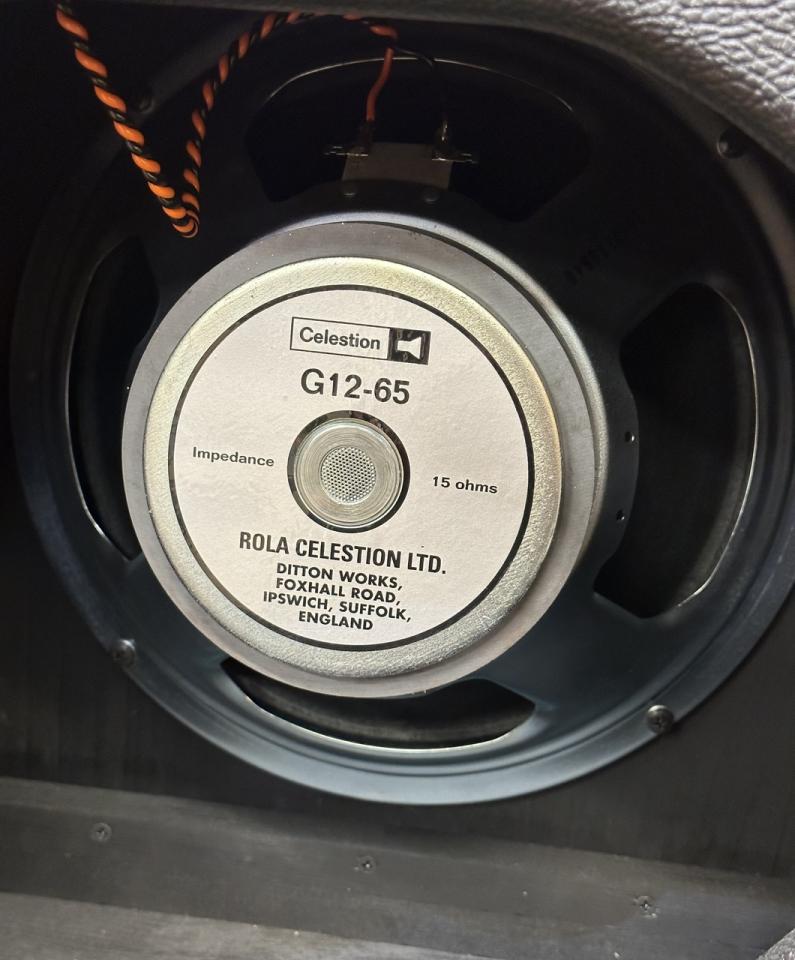 Celestion
G12-65
Impedance 15 ohms
ROLA CELESTION LTD.
DITTON WORKS,
FOXHALL ROAD,
IPSWICH, SUFFOLK,
ENGLAND